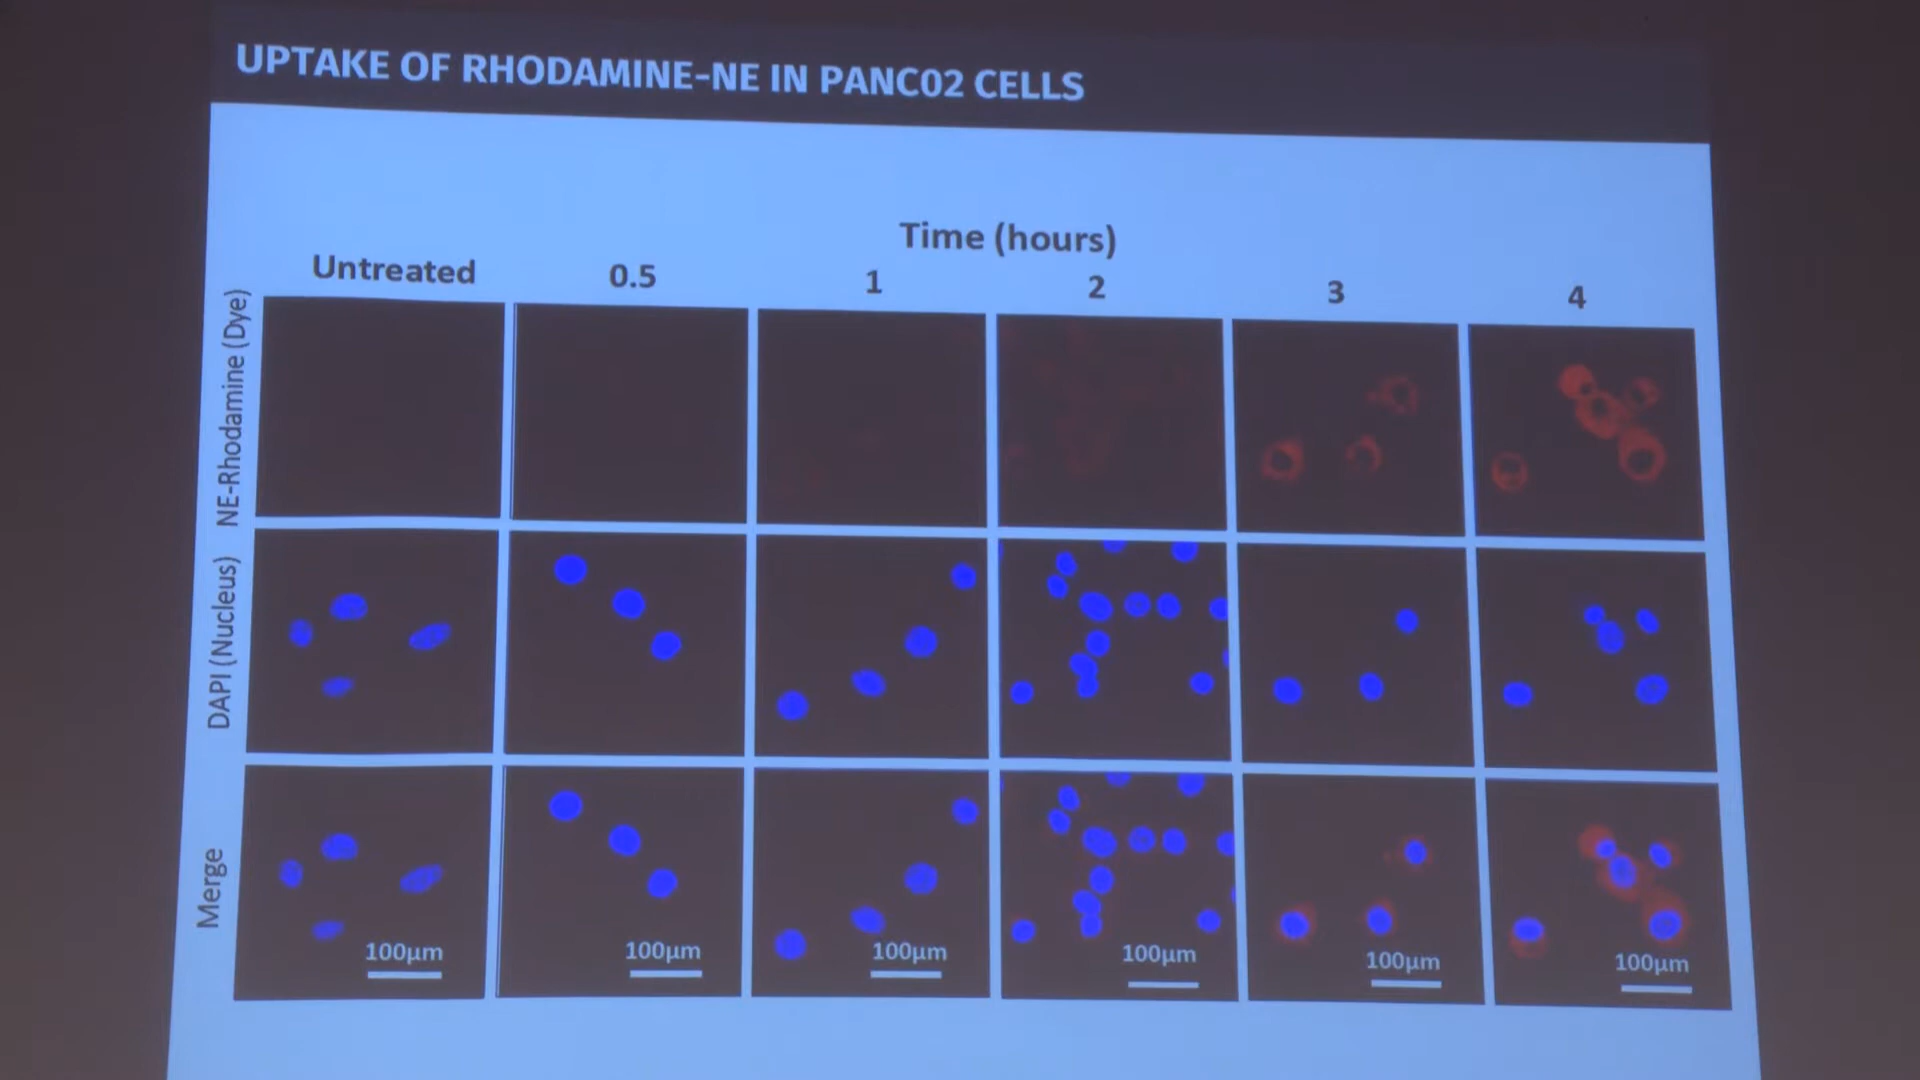 UPTAKE OF RHODAMINE-NE IN PANC02 CELLS
Time (hours)
Untreated 0.5 1 2 3 4
NE-Rhodamine (Dye)
DAPI (Nucleus)
Merge
100µm 100µm 100µm 100µm 100µm 100µm